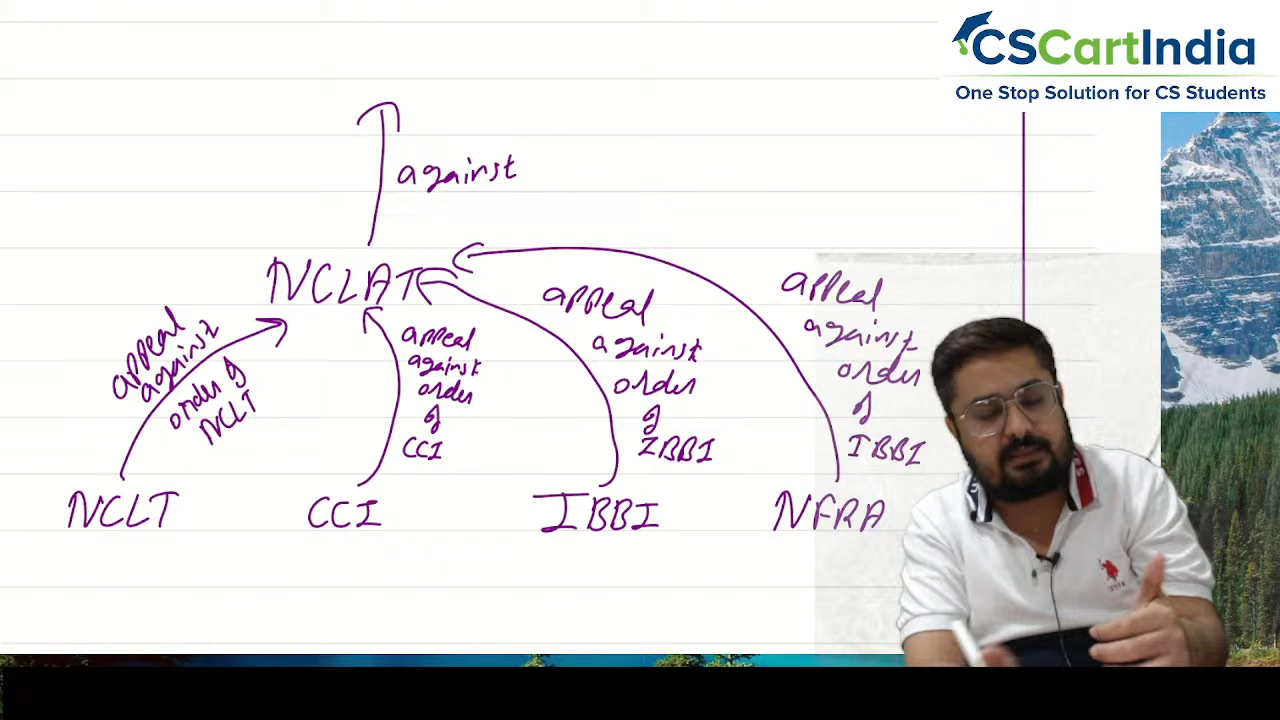 CSCartIndia
One Stop Solution for CS Students
against
NCLAT
appeal
against
order of
NCLT
appeal
against
order
of
CCI
appeal
against
order
of
IBBI
appeal
against
order
of
IBBI
NCLT
CCI
IBBI
NFRA